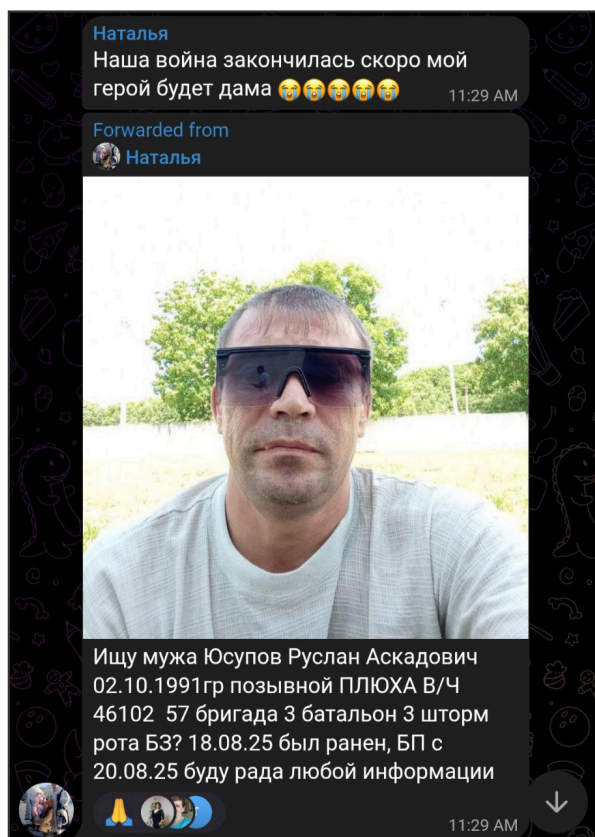 Наталья
Наша война закончилась скоро мой
герой будет дама 😭😭😭😭😭
11:29 AM
Forwarded from
Наталья
Ищу мужа Юсупов Руслан Аскадович
02.10.1991гр позывной ПЛЮХА В/Ч
46102 57 бригада 3 батальон 3 шторм
рота БЗ? 18.08.25 был ранен, БП с
20.08.25 буду рада любой информации
🙏
11:29 AM